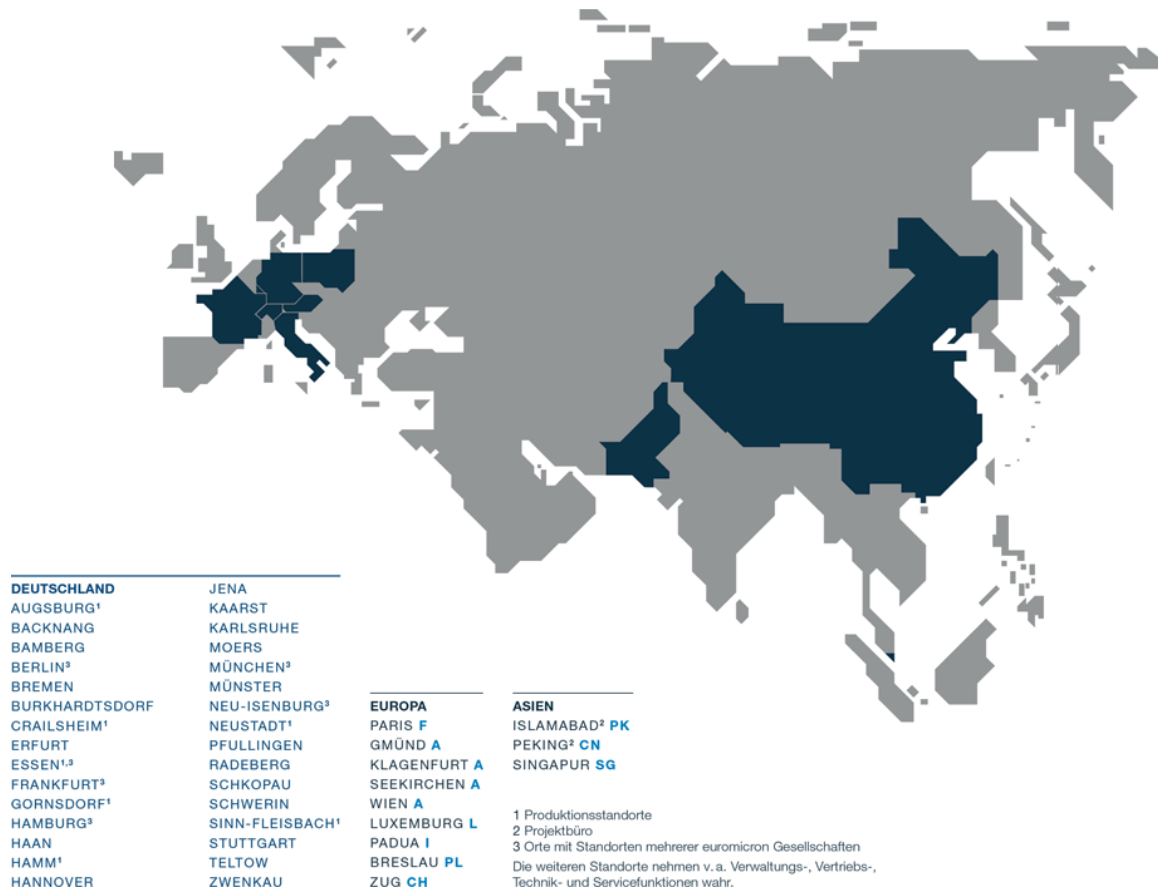 DEUTSCHLAND
AUGSBURG¹
BACKNANG
BAMBERG
BERLIN³
BREMEN
BURKHARDTSDORF
CRAILSHEIM¹
ERFURT
ESSEN¹˒³
FRANKFURT³
GORNSDORF¹
HAMBURG³
HAAN
HAMM¹
HANNOVER
JENA
KAARST
KARLSRUHE
MOERS
MÜNCHEN³
MÜNSTER
NEU-ISENBURG³
NEUSTADT¹
PFULLINGEN
RADEBERG
SCHKOPAU
SCHWERIN
SINN-FLEISBACH¹
STUTTGART
TELTOW
ZWENKAU
EUROPA
PARIS F
GMÜND A
KLAGENFURT A
SEEKIRCHEN A
WIEN A
LUXEMBURG L
PADUA I
BRESLAU PL
ZUG CH
ASIEN
ISLAMABAD² PK
PEKING² CN
SINGAPUR SG
1 Produktionsstandorte
2 Projektbüro
3 Orte mit Standorten mehrerer euromicron Gesellschaften
Die weiteren Standorte nehmen v. a. Verwaltungs-, Vertriebs-,
Technik- und Servicefunktionen wahr.